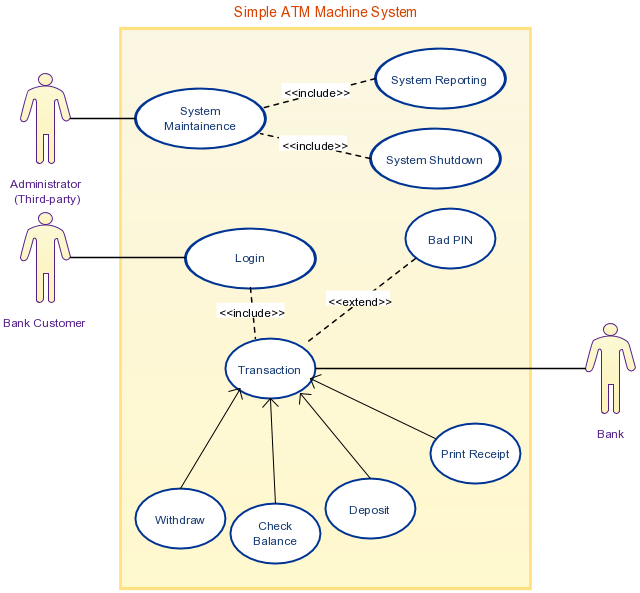 Simple ATM Machine System
System Reporting
<<include>>
System
Maintainence
<<include>>
System Shutdown
Administrator
(Third-party)
Bad PIN
Login
<<include>>
<<extend>>
Bank Customer
Transaction
Bank
Print Receipt
Deposit
Withdraw
Check
Balance